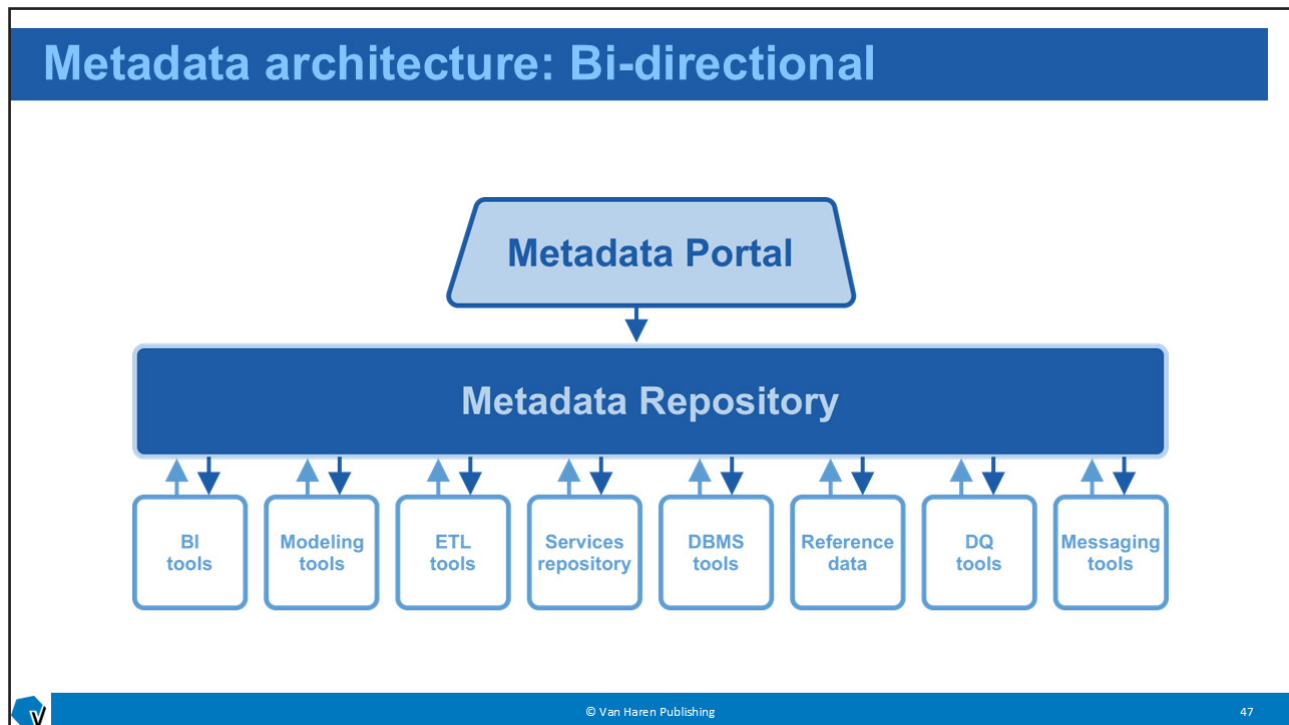 Metadata architecture: Bi-directional
Metadata Portal
Metadata Repository
BI
tools
Modeling
tools
ETL
tools
Services
repository
DBMS
tools
Reference
data
DQ
tools
Messaging
tools
V
© Van Haren Publishing
47